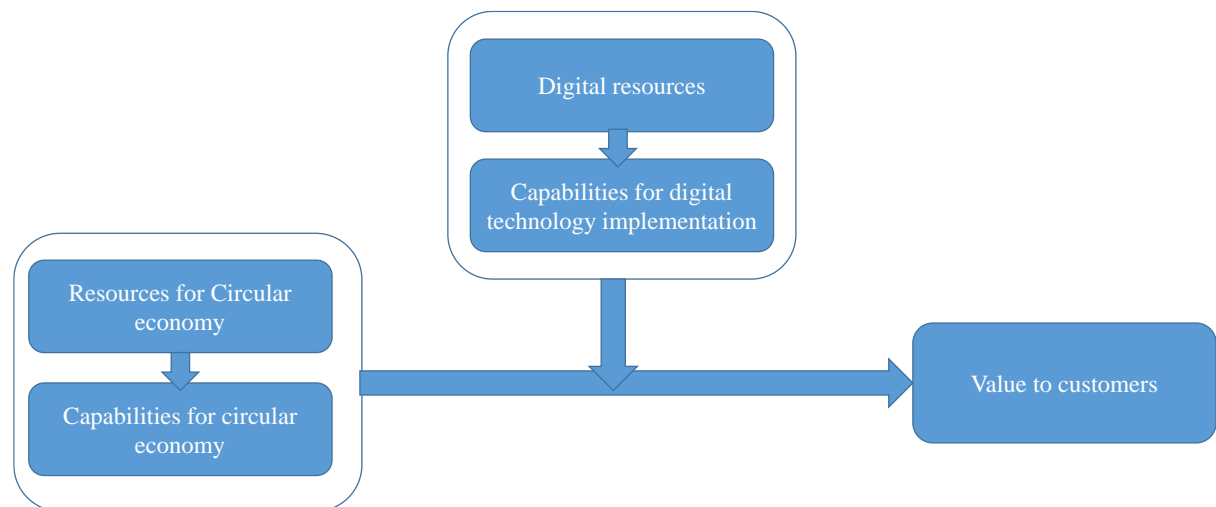 Digital resources
Capabilities for digital
technology implementation
Resources for Circular
economy
Capabilities for circular
economy
Value to customers